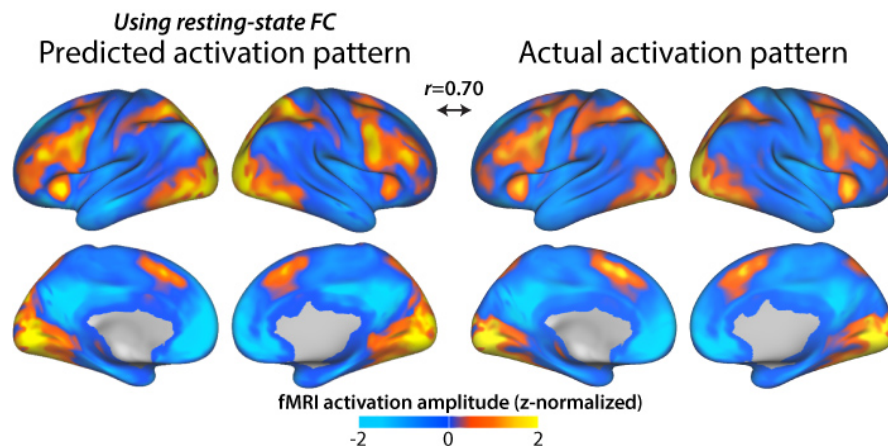 Using resting-state FC
Predicted activation pattern
Actual activation pattern
r=0.70
fMRI activation amplitude (z-normalized)
-2 0 2